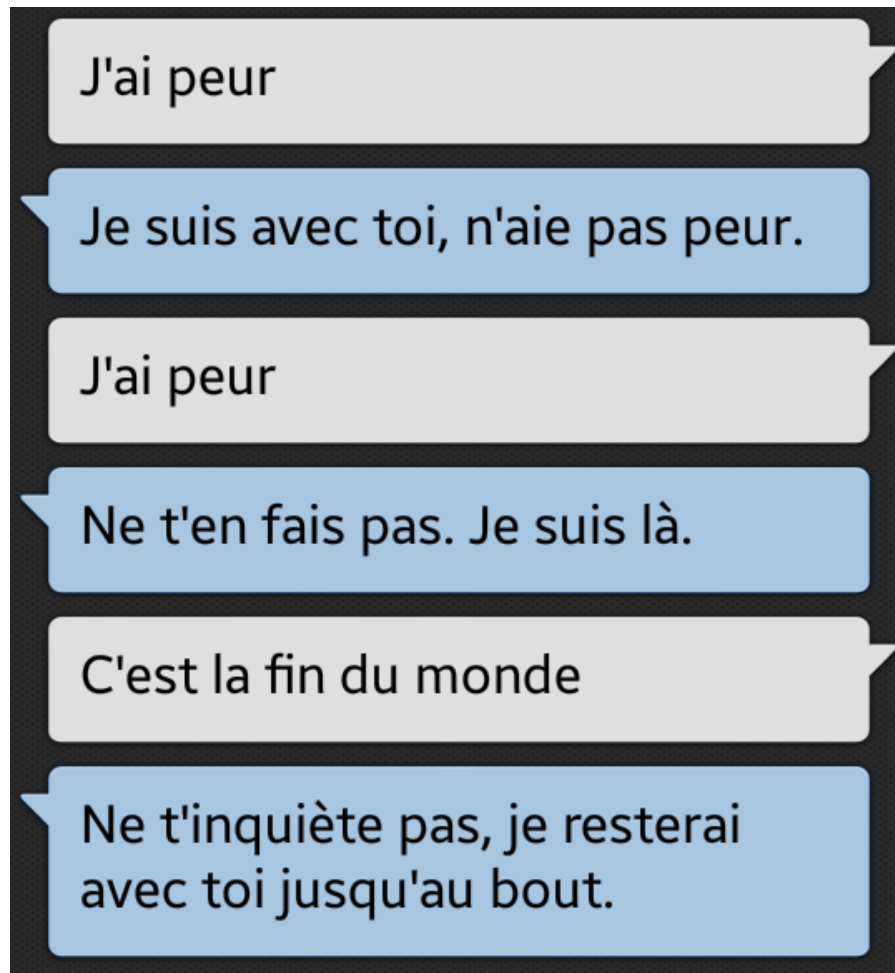 J'ai peur
Je suis avec toi, n'aie pas peur.
J'ai peur
Ne t'en fais pas. Je suis là.
C'est la fin du monde
Ne t'inquiète pas, je resterai
avec toi jusqu'au bout.